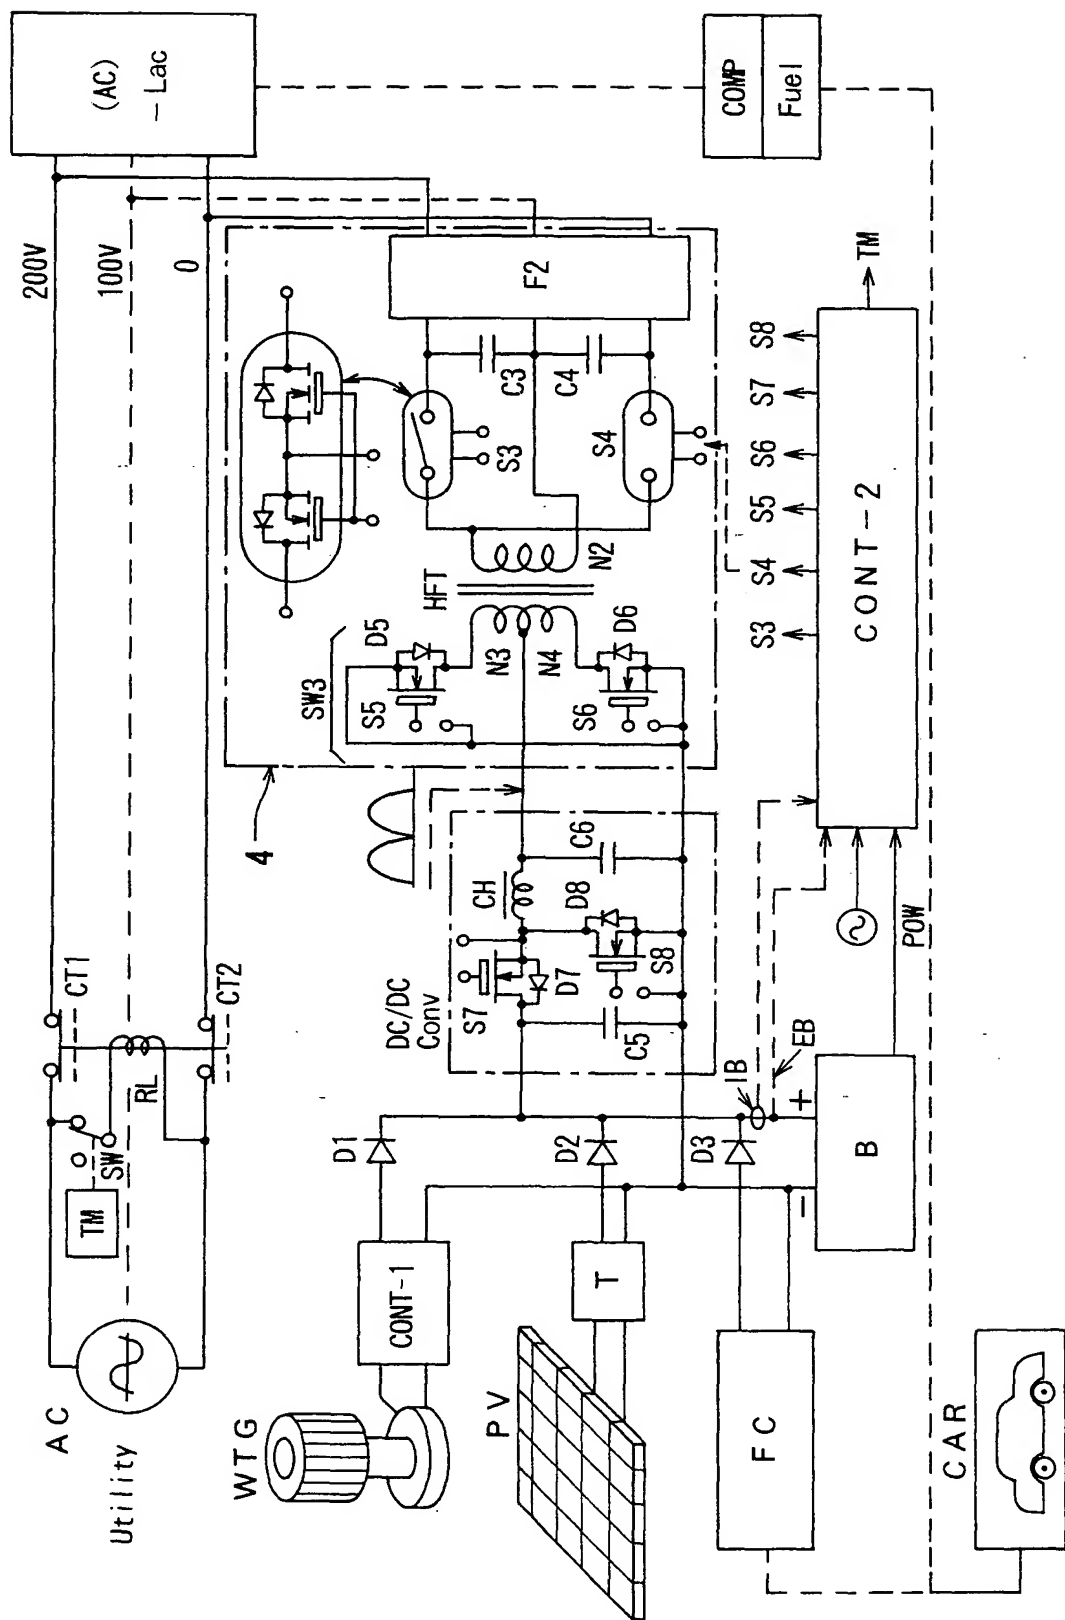 AC
Utility
TM
SW
RL
CT1
CT2
200V
100V
0
(AC)
- Lac
COMP
Fuel
4
SW3
S5
D5
HFT
N3
N4
N2
S6
D6
S3
S4
C3
C4
F2
DC/DC
Conv
S7
D7
CH
D8
S8
C5
C6
WTG
CONT-1
D1
PV
T
D2
FC
D3
IB
EB
+
-
B
POW
CONT-2
S3
S4
S5
S6
S7
S8
TM
CAR